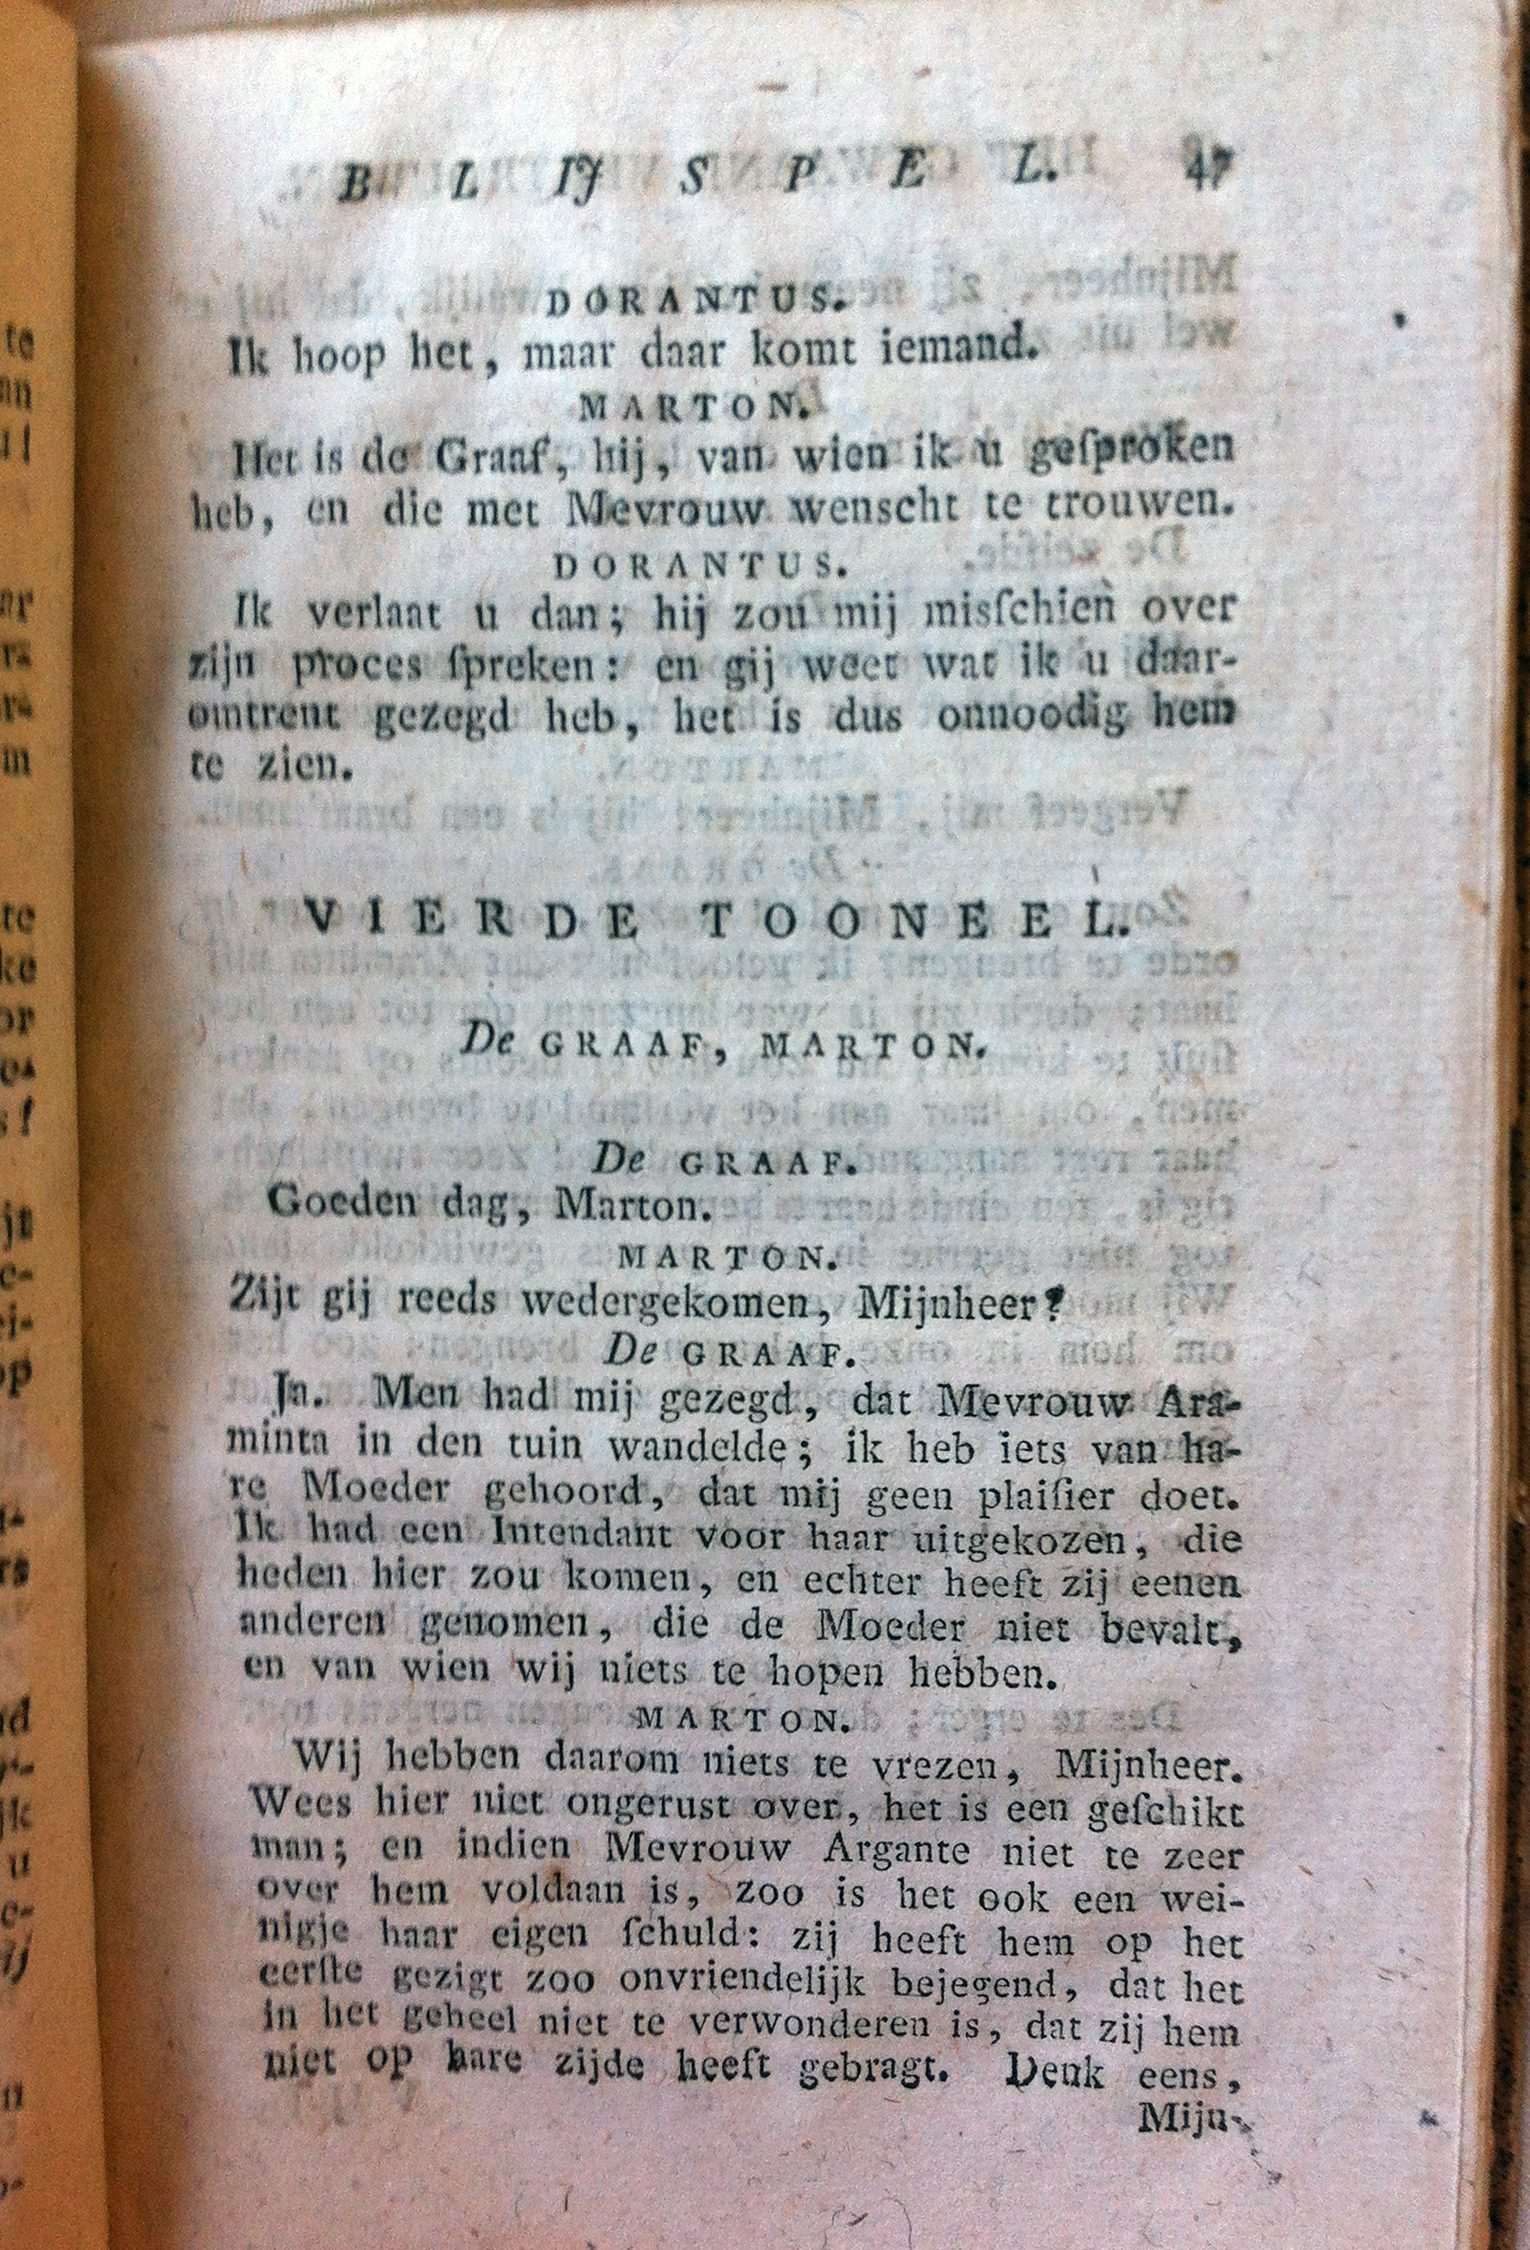 BLIJSPEL. 47
DORANTUS.
Ik hoop het, maar daar komt iemand.
MARTON.
Het is de Graaf, hij, van wien ik u geſproken
heb, en die met Mevrouw wenscht te trouwen.
DORANTUS.
Ik verlaat u dan; hij zou mij misſchien over
zijn proces ſpreken: en gij weet wat ik u daar-
omtrent gezegd heb, het is dus onnoodig hem
te zien.
VIERDE TOONEEL.
De GRAAF, MARTON.
De GRAAF.
Goeden dag, Marton.
MARTON.
Zijt gij reeds wedergekomen, Mijnheer?
De GRAAF.
Ja. Men had mij gezegd, dat Mevrouw Ara-
minta in den tuin wandelde; ik heb iets van ha-
re Moeder gehoord, dat mij geen plaiſier doet.
Ik had een Intendant voor haar uitgekozen, die
heden hier zou komen, en echter heeft zij eenen
anderen genomen, die de Moeder niet bevalt,
en van wien wij niets te hopen hebben.
MARTON.
Wij hebben daarom niets te vrezen, Mijnheer.
Wees hier niet ongerust over, het is een geſchikt
man; en indien Mevrouw Argante niet te zeer
over hem voldaan is, zoo is het ook een wei-
nigje haar eigen ſchuld: zij heeft hem op het
eerſte gezigt zoo onvriendelijk bejegend, dat het
in het geheel niet te verwonderen is, dat zij hem
niet op hare zijde heeft gebragt. Denk eens,
Mijn-